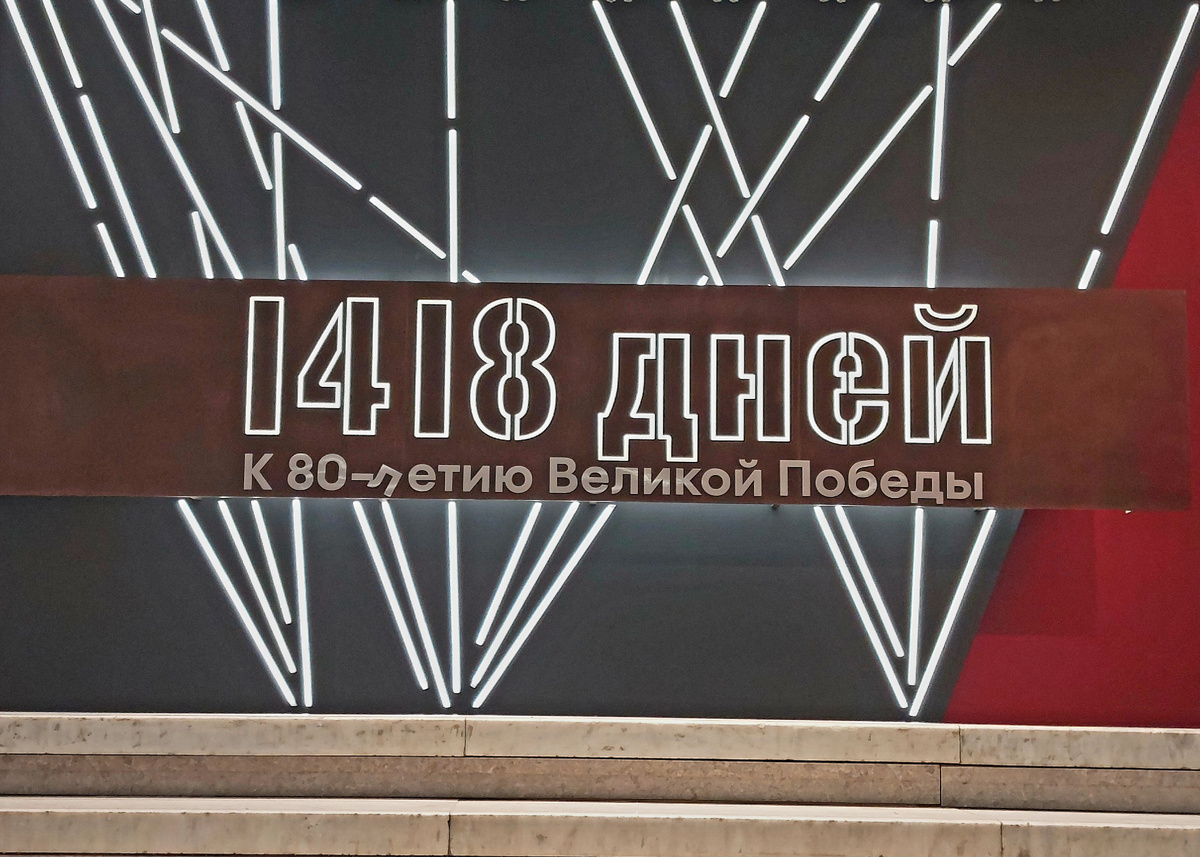 1418 дней
К 80-летию Великой Победы